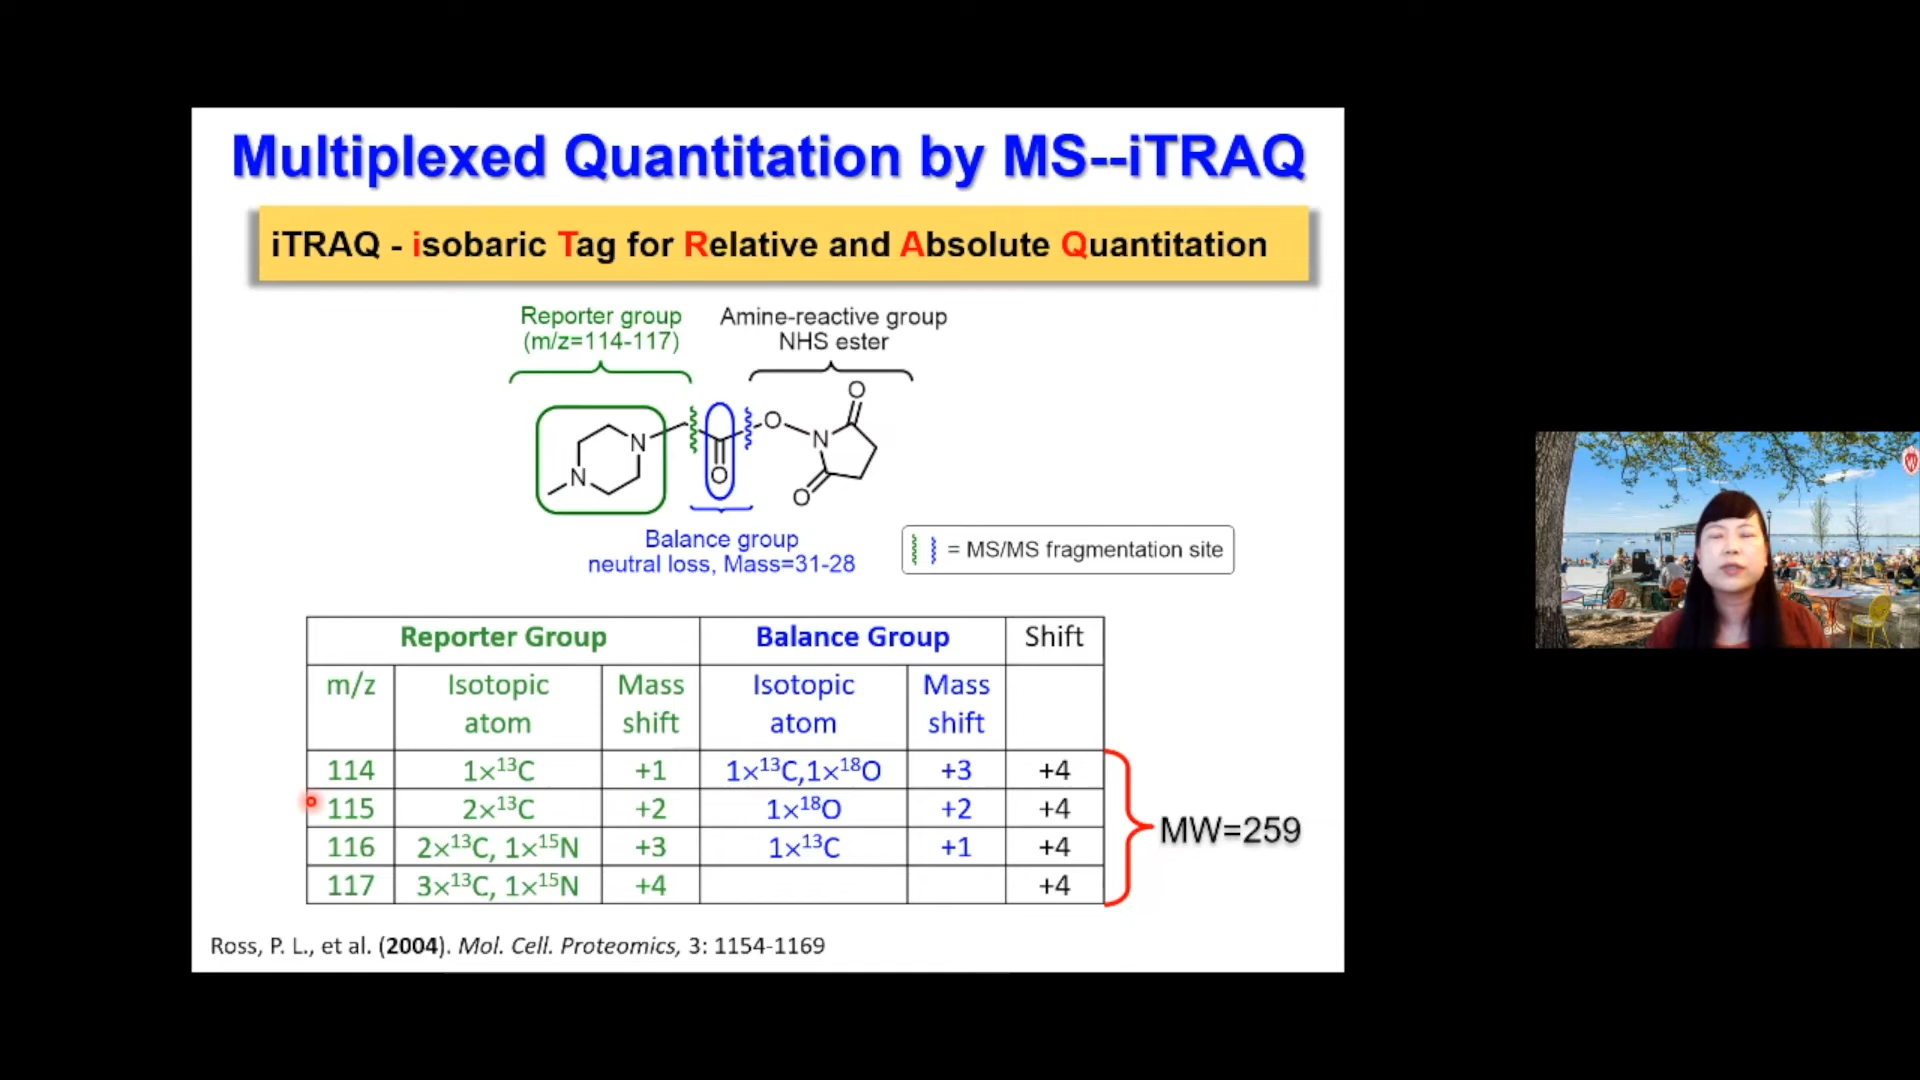 Multiplexed Quantitation by MS--iTRAQ
iTRAQ - isobaric Tag for Relative and Absolute Quantitation
Reporter group
(m/z=114-117)
Amine-reactive group
NHS ester
N
N
O
O
N
O
O
Balance group
neutral loss, Mass=31-28
= MS/MS fragmentation site
Reporter Group Balance Group Shift
m/z Isotopic atom Mass shift Isotopic atom Mass shift
114 1×¹³C +1 1×¹³C,1×¹⁸O +3 +4
115 2×¹³C +2 1×¹⁸O +2 +4
116 2×¹³C, 1×¹⁵N +3 1×¹³C +1 +4
117 3×¹³C, 1×¹⁵N +4 +4
MW=259
Ross, P. L., et al. (2004). Mol. Cell. Proteomics, 3: 1154-1169
W